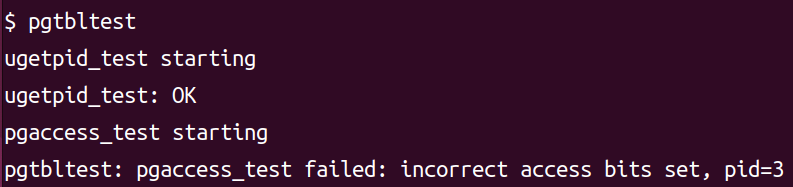 $ pgtbltest
ugetpid_test starting
ugetpid_test: OK
pgaccess_test starting
pgtbltest: pgaccess_test failed: incorrect access bits set, pid=3